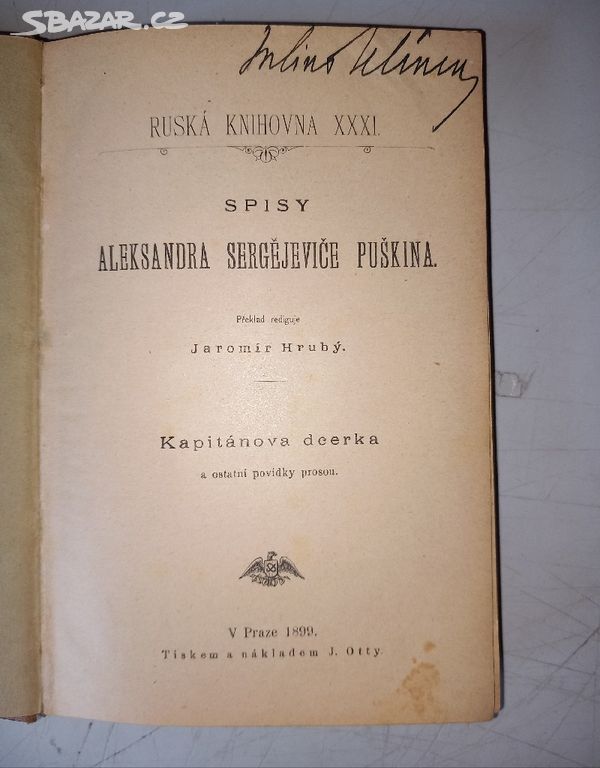 SBAZAR.CZ
RUSKÁ KNIHOVNA XXXI.
SPISY
ALEKSANDRA SERGĚJEVIČE PUŠKINA.
Překlad rediguje
Jaromír Hrubý.
Kapitánova dcerka
a ostatní povídky prosou.
V Praze 1899.
Tiskem a nákladem J. Otty.